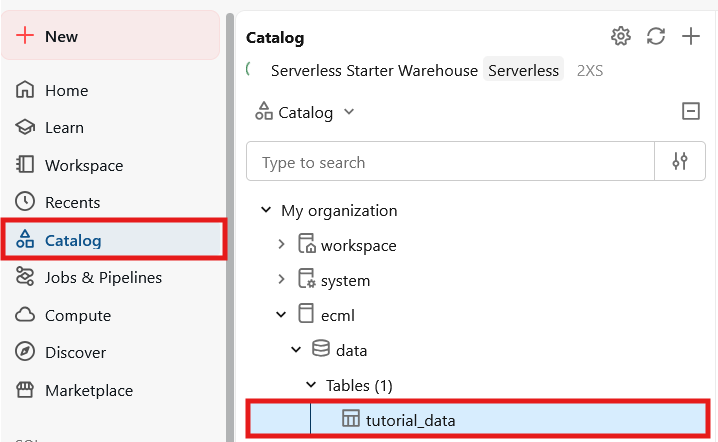 New
Home
Learn
Workspace
Recents
Catalog
Jobs & Pipelines
Compute
Discover
Marketplace
Catalog
Serverless Starter Warehouse Serverless 2XS
Catalog
Type to search
My organization
workspace
system
ecml
data
Tables (1)
tutorial_data